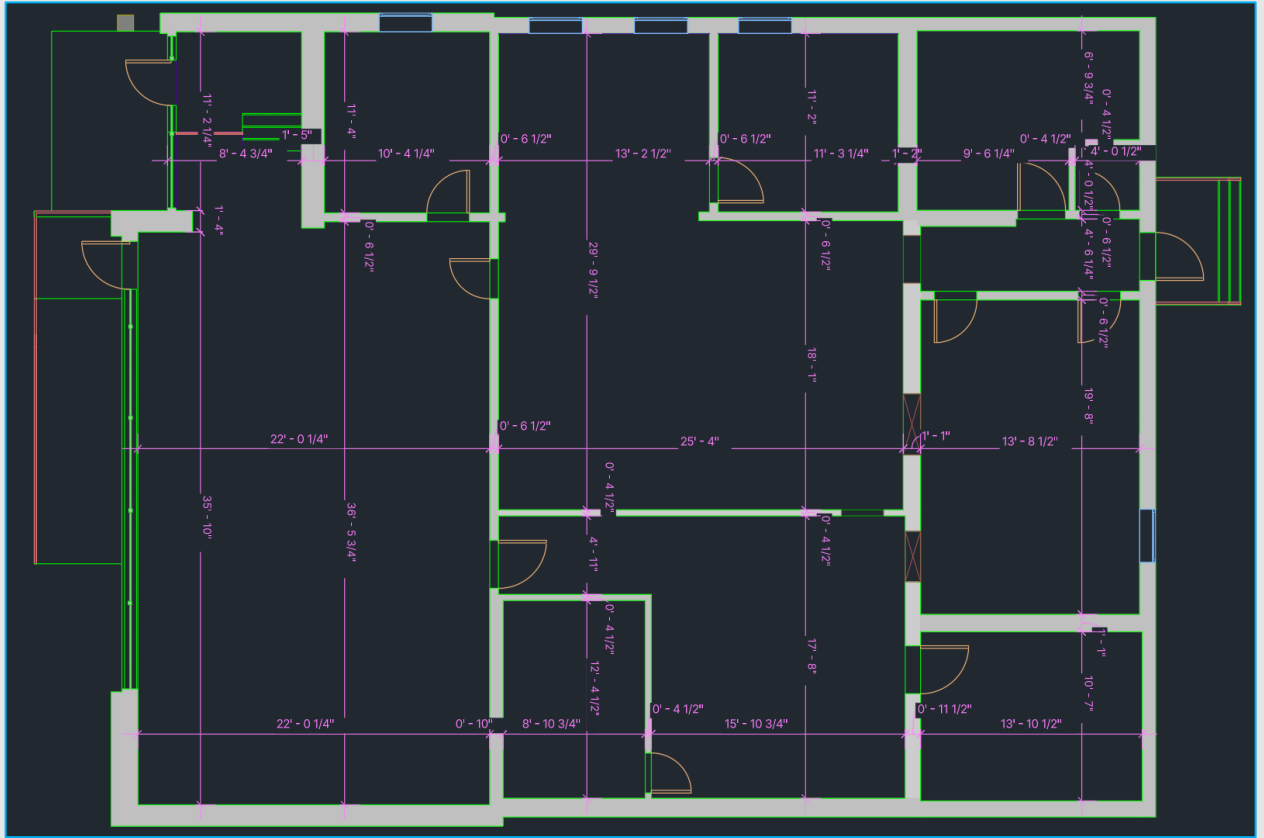 11' - 2 1/4"
11' - 4"
11' - 2"
6' - 9 3/4"
0' - 4 1/2"
1' - 5"
8' - 4 3/4"
10' - 4 1/4"
0' - 6 1/2"
13' - 2 1/2"
0' - 6 1/2"
11' - 3 1/4"
1' - 2"
9' - 6 1/4"
0' - 4 1/2"
4' - 0 1/2"
4' - 0 1/2"
1' - 4"
0' - 6 1/2"
29' - 9 1/2"
0' - 6 1/2"
4' - 6 1/4"
0' - 6 1/2"
0' - 6 1/2"
18' - 1"
19' - 8"
22' - 0 1/4"
0' - 6 1/2"
25' - 4"
1' - 1"
13' - 8 1/2"
35' - 10"
36' - 5 3/4"
0' - 4 1/2"
4' - 11"
0' - 4 1/2"
0' - 4 1/2"
12' - 4 1/2"
17' - 8"
1' - 1"
10' - 7"
22' - 0 1/4"
0' - 10"
8' - 10 3/4"
0' - 4 1/2"
15' - 10 3/4"
0' - 11 1/2"
13' - 10 1/2"